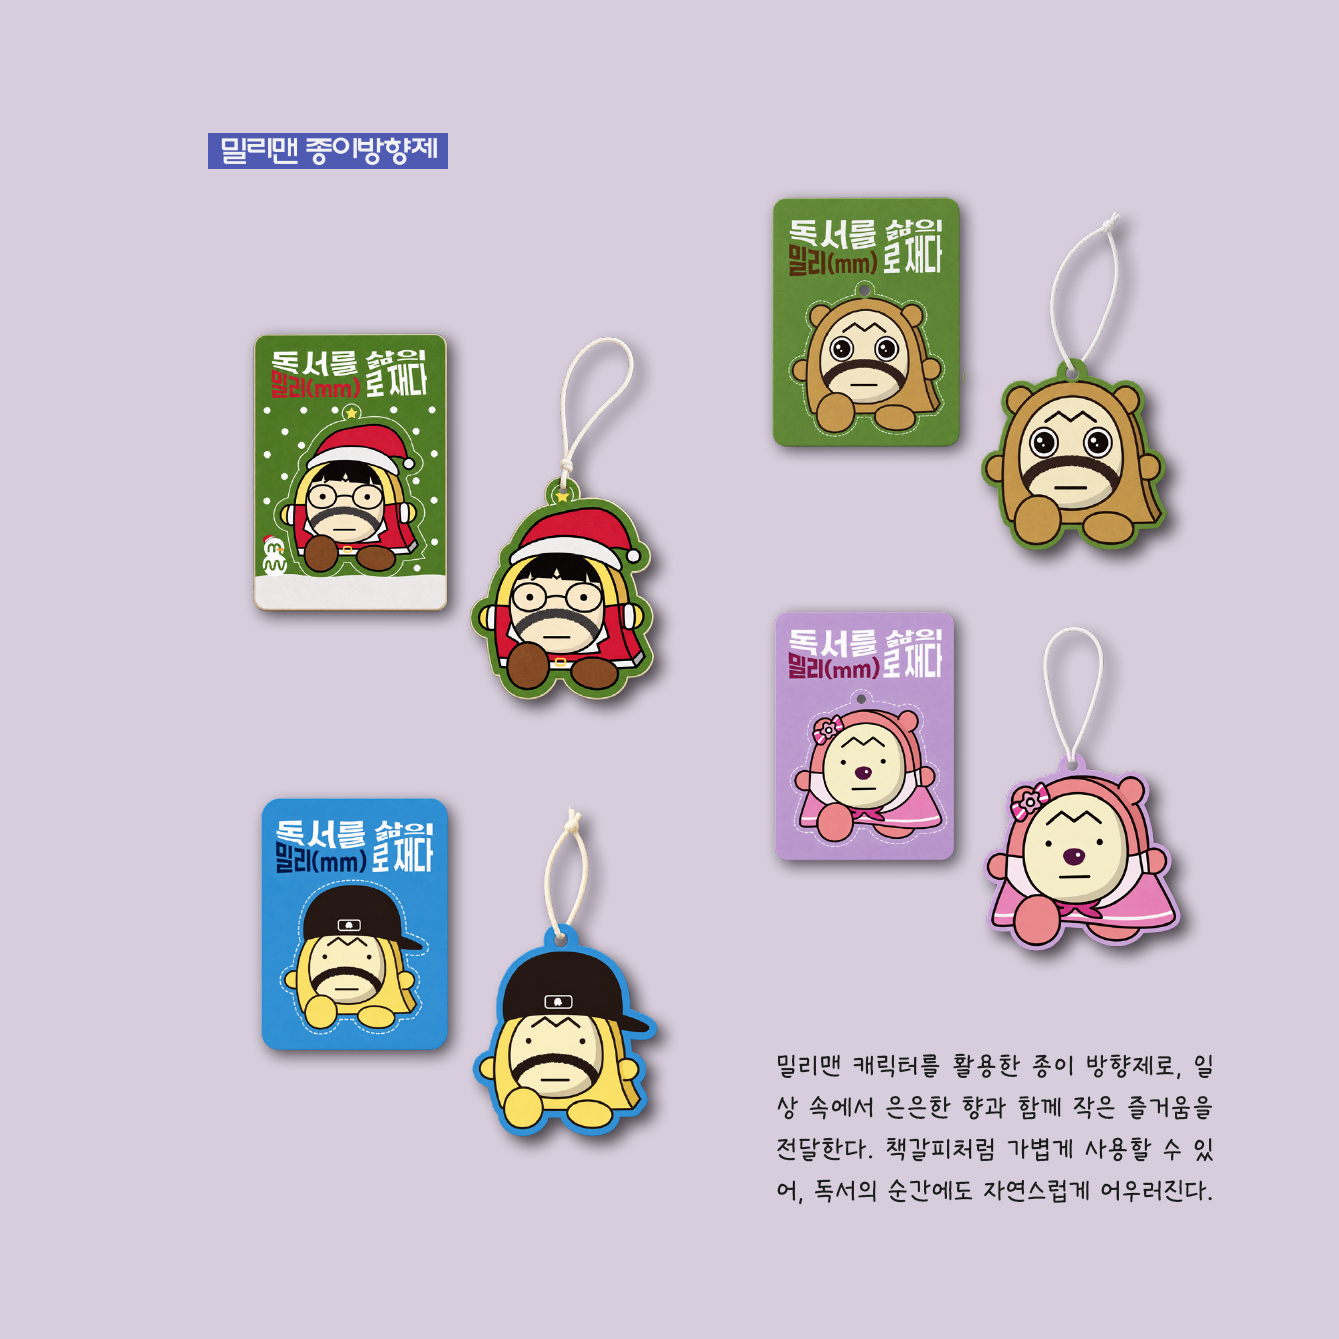 밀리맨 종이방향제
독서를 삶의
밀리(mm)로 재다
독서를 삶의
밀리(mm)로 재다
독서를 삶의
밀리(mm)로 재다
독서를 삶의
밀리(mm)로 재다
밀리맨 캐릭터를 활용한 종이 방향제로, 일
상 속에서 은은한 향과 함께 작은 즐거움을
전달한다. 책갈피처럼 가볍게 사용할 수 있
어, 독서의 순간에도 자연스럽게 어우러진다.